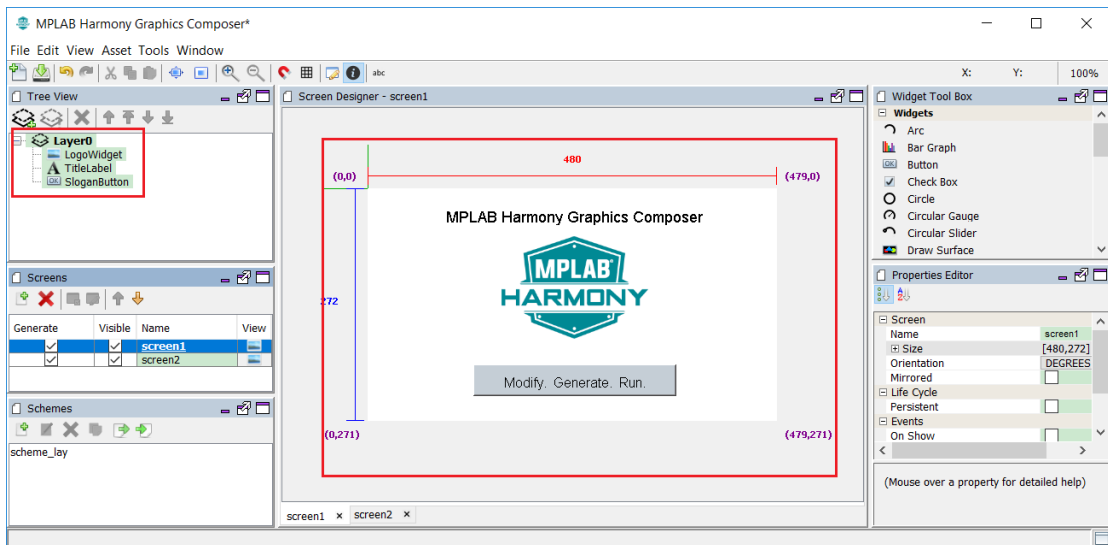 MPLAB Harmony Graphics Composer*
File Edit View Asset Tools Window
abc
X: Y: 100%
Tree View
Layer0
LogoWidget
A TitleLabel
OK SloganButton
Screens
Generate Visible Name View
screen1
screen2
Schemes
scheme_lay
Screen Designer - screen1
480
(0,0) (479,0)
MPLAB Harmony Graphics Composer
MPLAB
HARMONY
272
Modify. Generate. Run.
(0,271) (479,271)
screen1 × screen2 ×
Widget Tool Box
Widgets
Arc
Bar Graph
OK Button
Check Box
Circle
Circular Gauge
Circular Slider
Draw Surface
Properties Editor
Screen
Name screen1
Size [480,272]
Orientation DEGREES
Mirrored
Life Cycle
Persistent
Events
On Show
(Mouse over a property for detailed help)